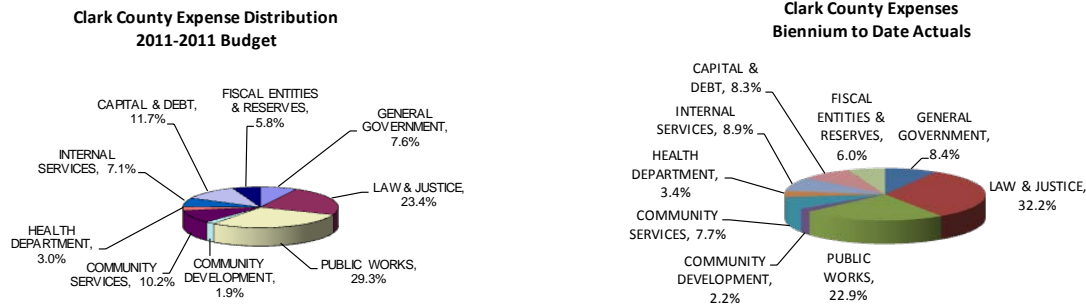 Clark County Expense Distribution
2011-2011 Budget
FISCAL ENTITIES
& RESERVES,
5.8%
GENERAL
GOVERNMENT,
7.6%
LAW & JUSTICE,
23.4%
PUBLIC WORKS,
29.3%
COMMUNITY
DEVELOPMENT,
1.9%
COMMUNITY
SERVICES, 10.2%
HEALTH
DEPARTMENT,
3.0%
INTERNAL
SERVICES, 7.1%
CAPITAL & DEBT,
11.7%
Clark County Expenses
Biennium to Date Actuals
CAPITAL &
DEBT, 8.3%
FISCAL
ENTITIES
& RESERVES,
6.0%
GENERAL
GOVERNMENT,
8.4%
LAW & JUSTICE,
32.2%
PUBLIC
WORKS,
22.9%
COMMUNITY
DEVELOPMENT,
2.2%
COMMUNITY
SERVICES, 7.7%
HEALTH
DEPARTMENT,
3.4%
INTERNAL
SERVICES, 8.9%